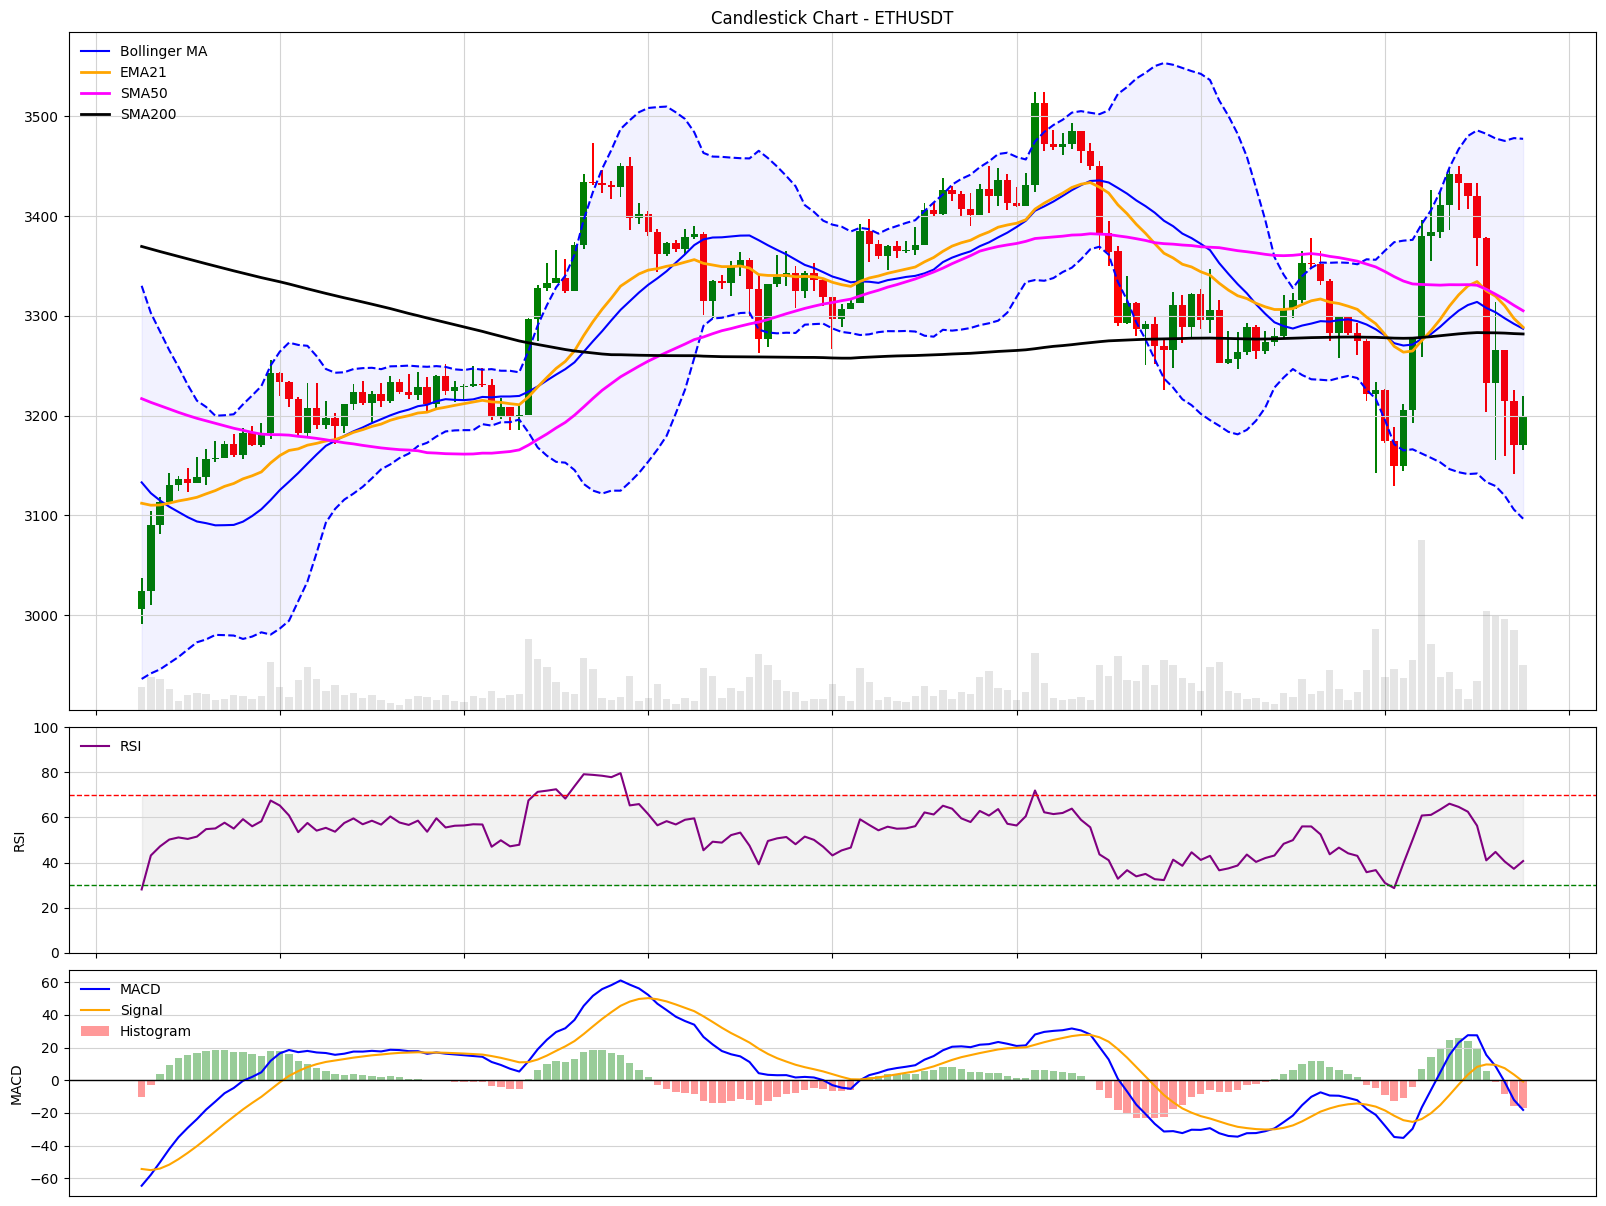 Candlestick Chart - ETHUSDT
Bollinger MA
EMA21
SMA50
SMA200
3500
3400
3300
3200
3100
3000
RSI
100
80
60
40
20
0
RSI
MACD
Signal
Histogram
60
40
20
0
−20
−40
−60
MACD